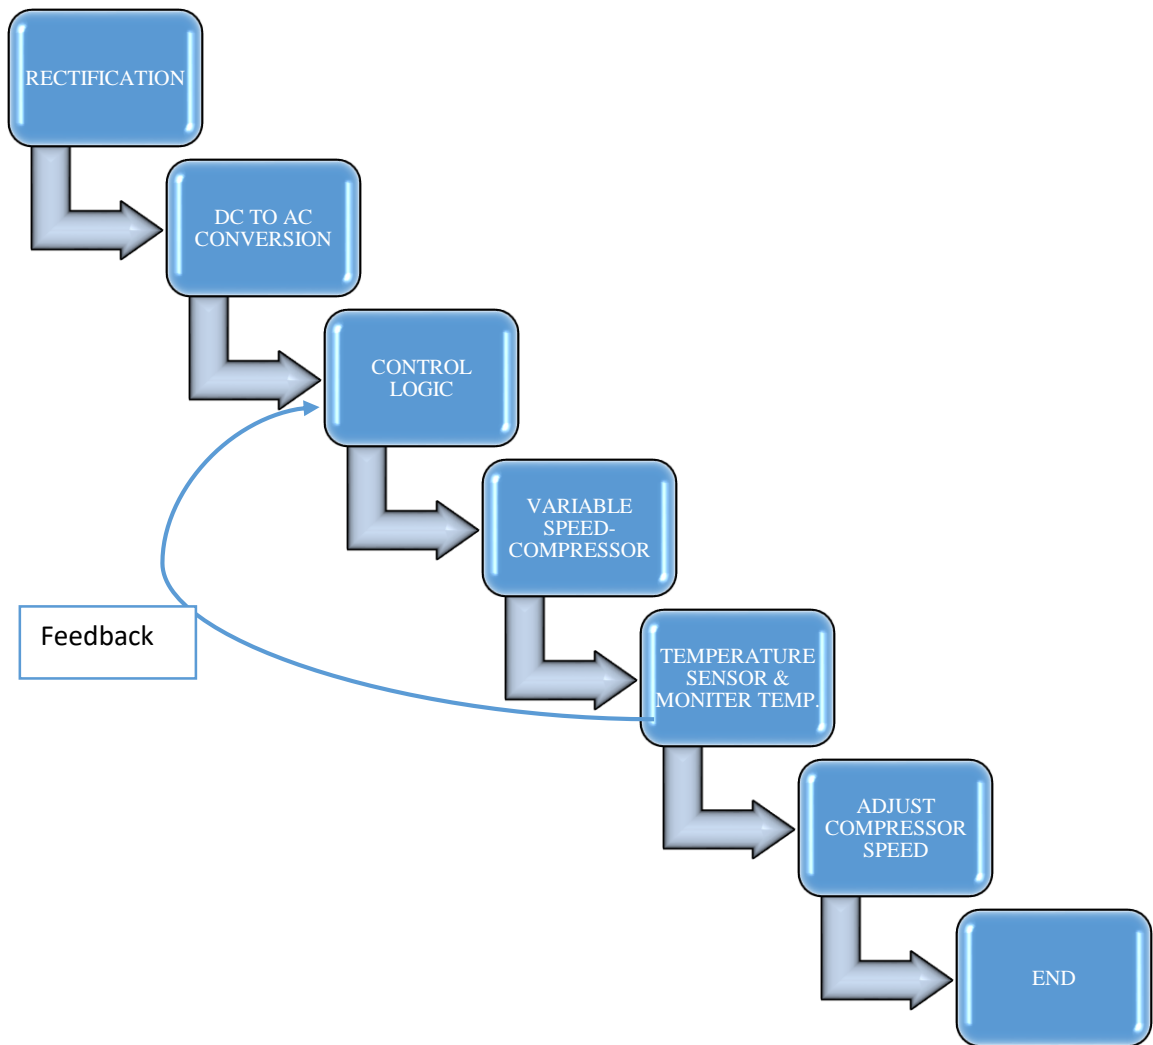 RECTIFICATION
DC TO AC
CONVERSION
CONTROL
LOGIC
VARIABLE
SPEED-
COMPRESSOR
Feedback
TEMPERATURE
SENSOR &
MONITER TEMP.
ADJUST
COMPRESSOR
SPEED
END